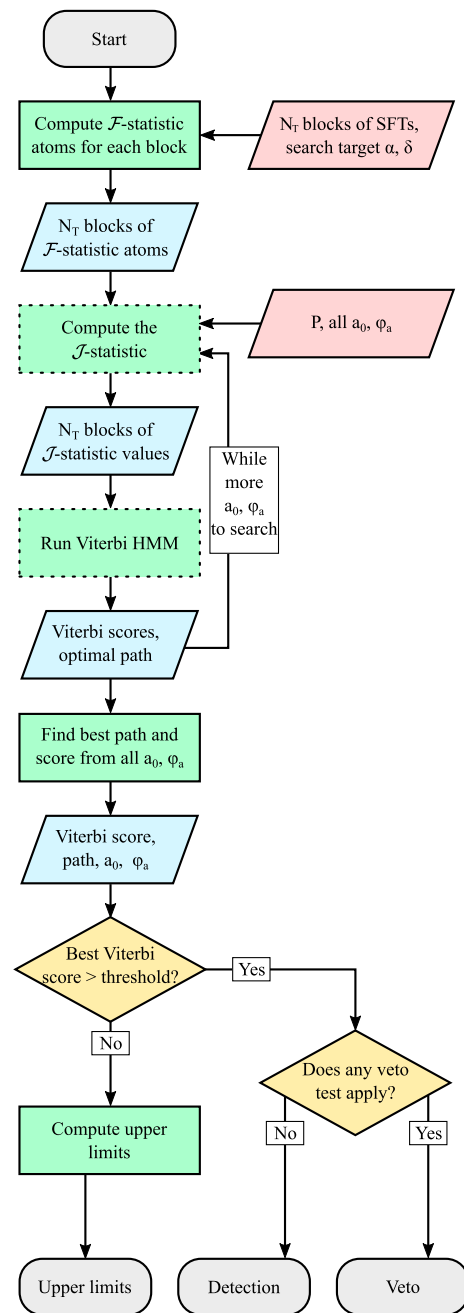 Start
Compute ℱ-statistic
atoms for each block
N_T blocks of SFTs,
search target α, δ
N_T blocks of
ℱ-statistic atoms
Compute the
𝒥-statistic
P, all a₀, φₐ
N_T blocks of
𝒥-statistic values
While
more
a₀, φₐ
to search
Run Viterbi HMM
Viterbi scores,
optimal path
Find best path and
score from all a₀, φₐ
Viterbi score,
path, a₀, φₐ
Best Viterbi
score > threshold?
Yes
No
Does any veto
test apply?
Compute upper
limits
No
Yes
Upper limits
Detection
Veto